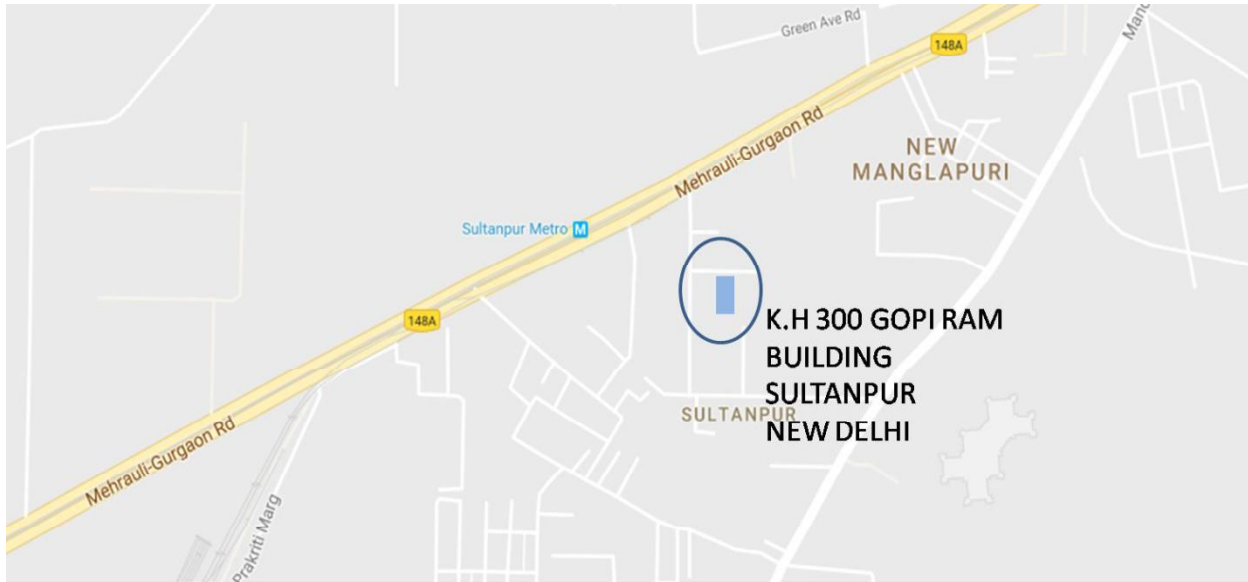 Green Ave Rd
Mand
148A
Mehrauli-Gurgaon Rd
NEW
MANGLAPURI
Sultanpur Metro M
148A
K.H 300 GOPI RAM
BUILDING
SULTANPUR
NEW DELHI
SULTANPUR
Mehrauli-Gurgaon Rd
Prakriti Marg